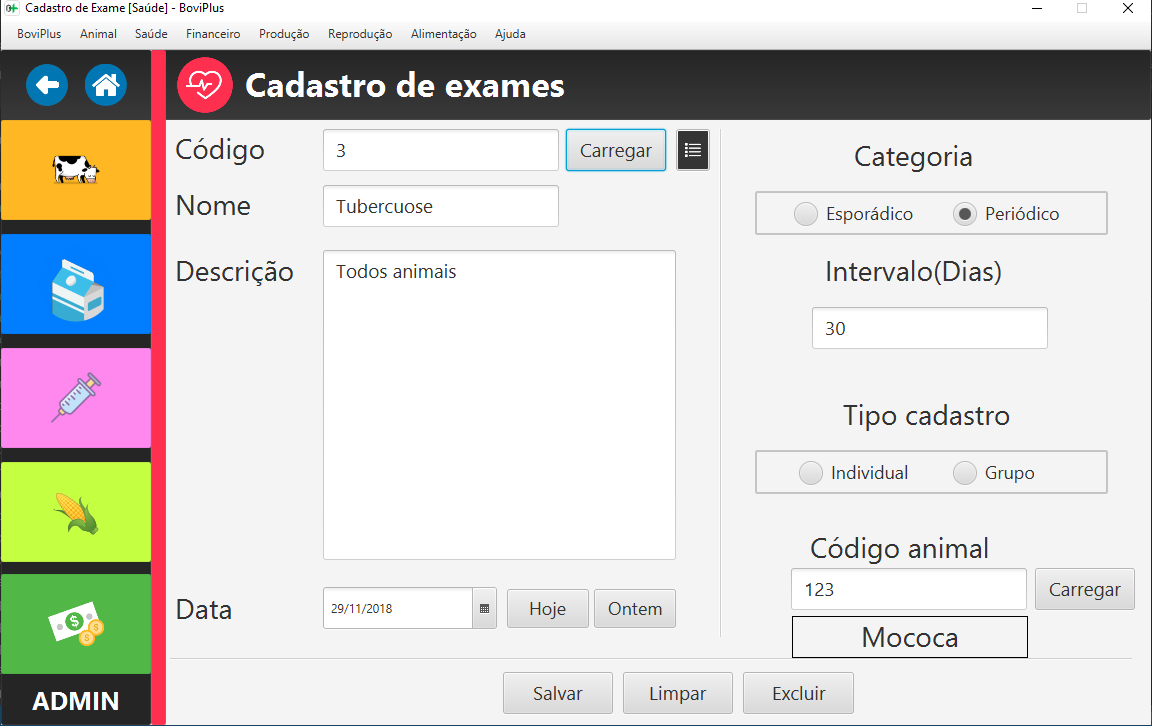 Cadastro de Exame [Saúde] - BoviPlus
BoviPlus Animal Saúde Financeiro Produção Reprodução Alimentação Ajuda
Cadastro de exames
Código 3 Carregar
Nome Tubercuose
Descrição Todos animais
Data 29/11/2018 Hoje Ontem
Categoria
Esporádico Periódico
Intervalo(Dias)
30
Tipo cadastro
Individual Grupo
Código animal
123 Carregar
Mococa
Salvar Limpar Excluir
ADMIN